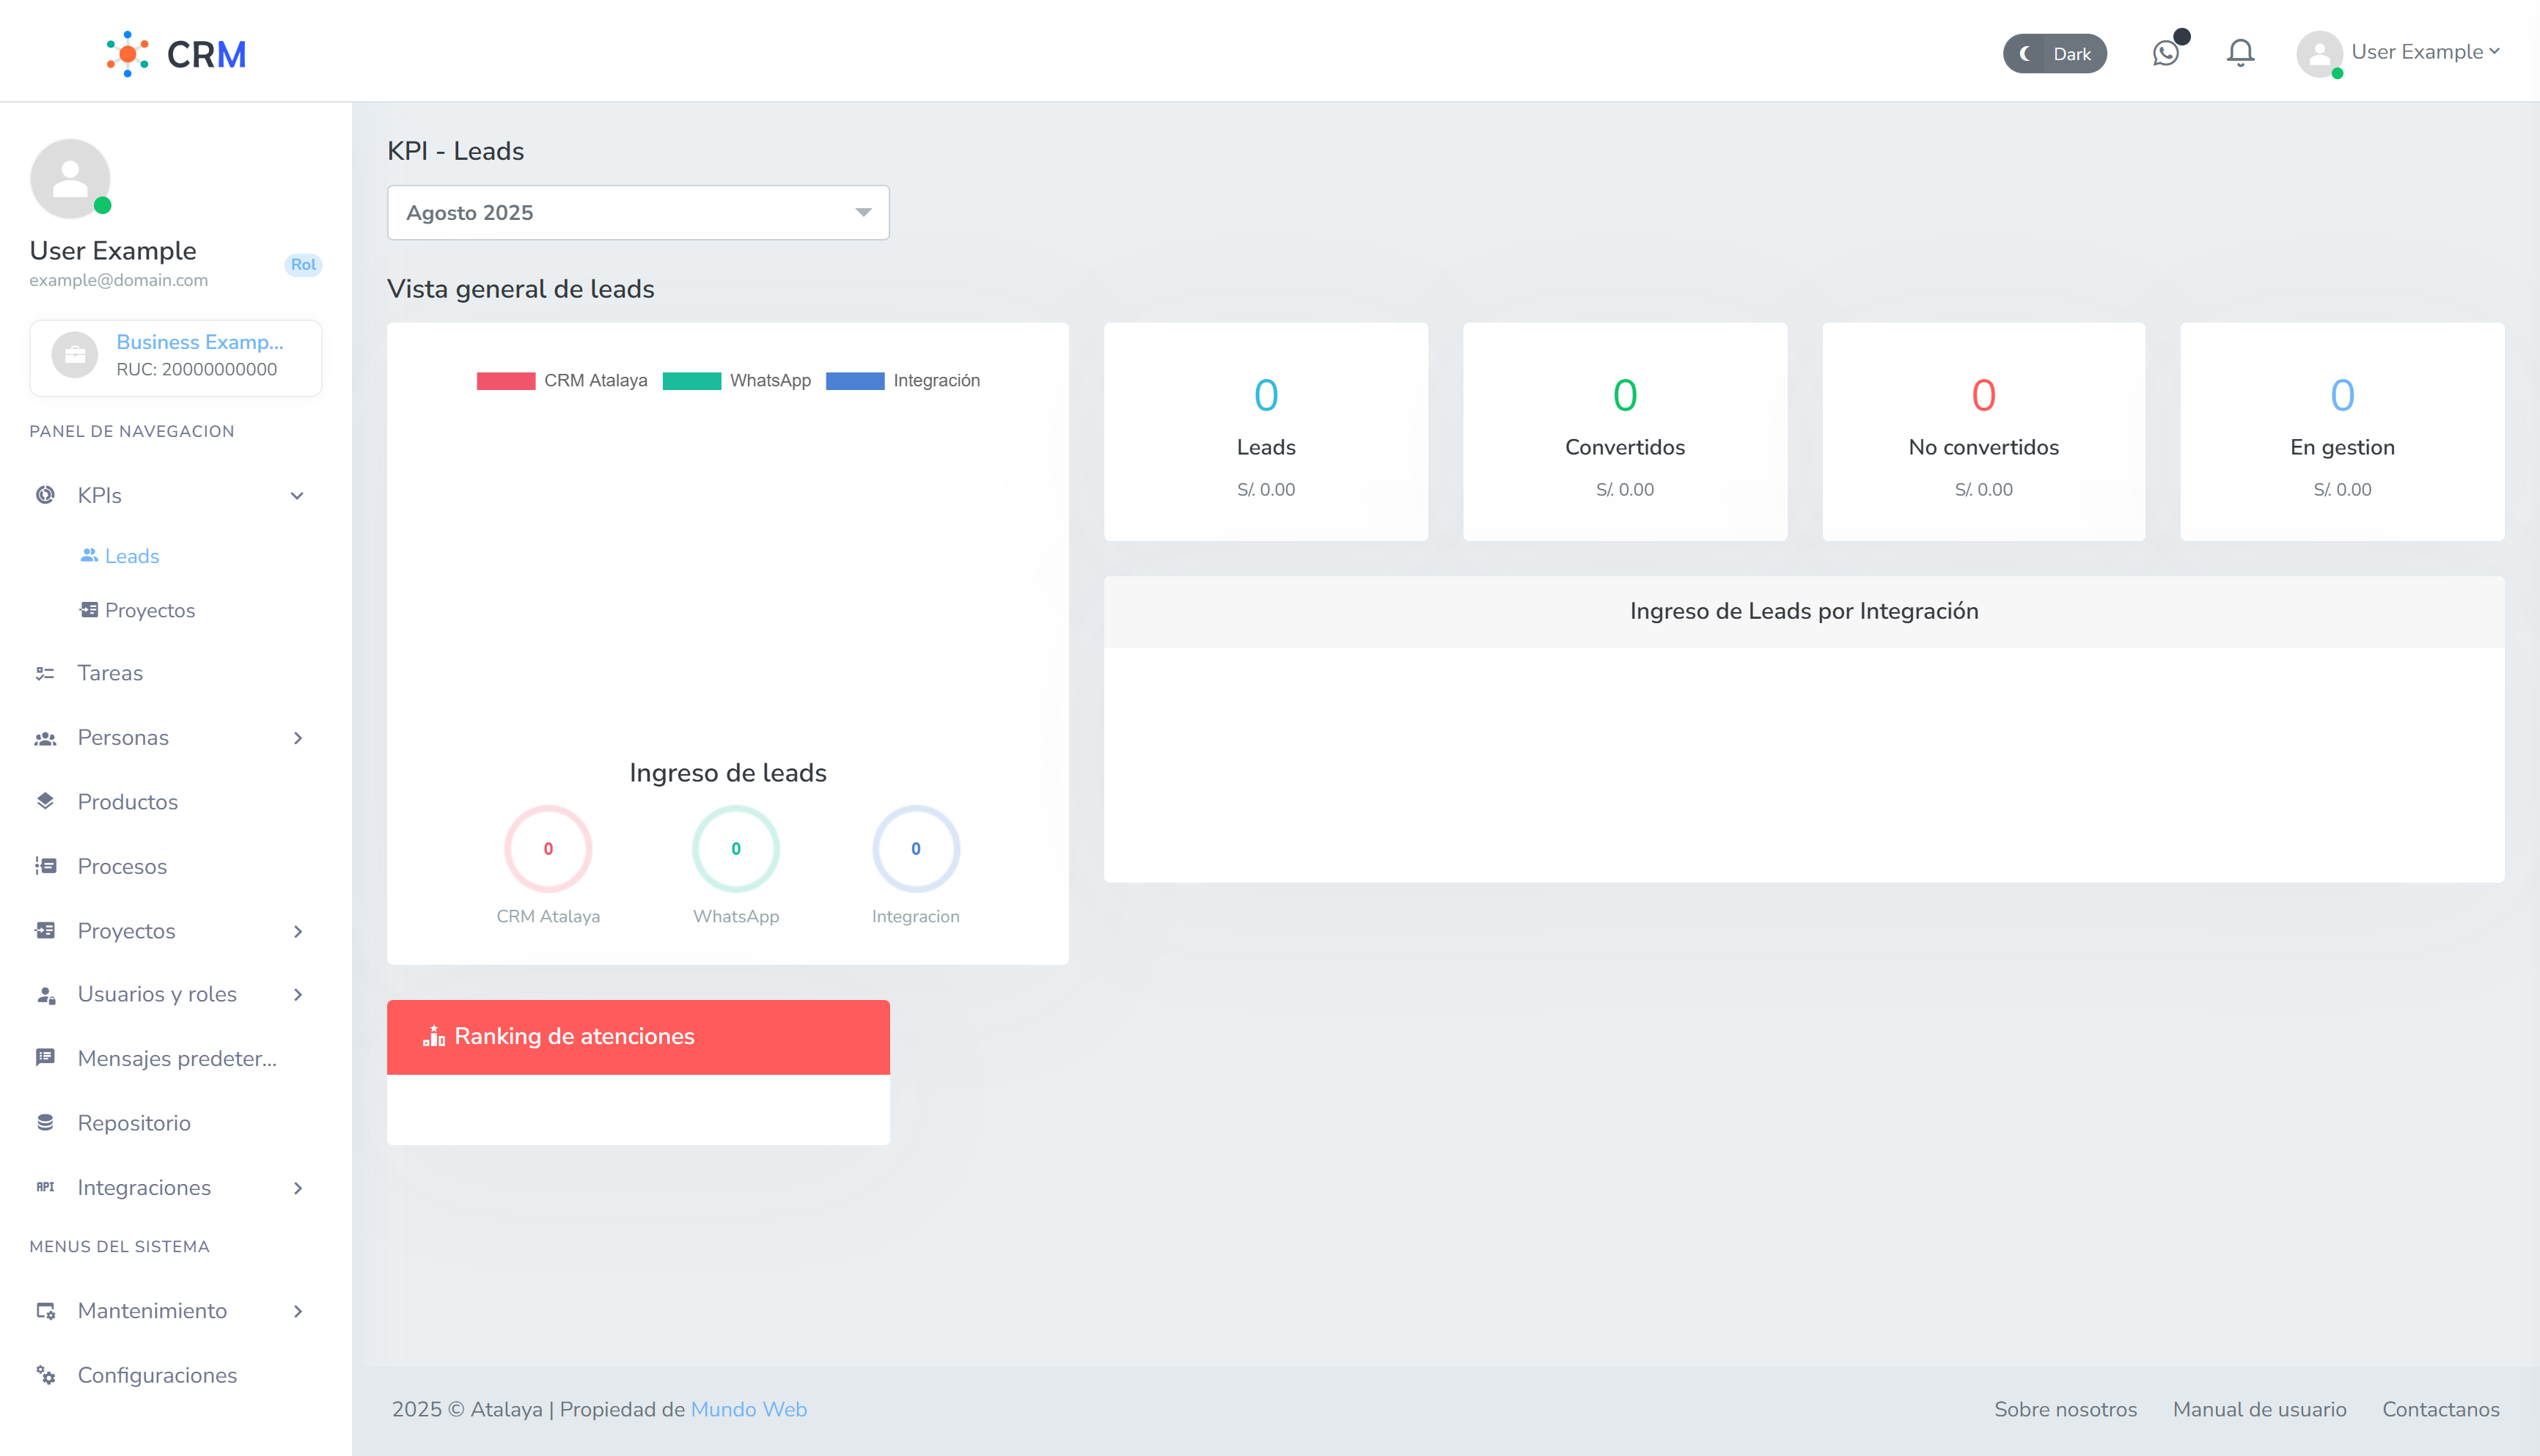 CRM
Dark
User Example
User Example
example@domain.com
Rol
Business Examp...
RUC: 20000000000
PANEL DE NAVEGACION
KPIs
Leads
Proyectos
Tareas
Personas
Productos
Procesos
Proyectos
Usuarios y roles
Mensajes predeter...
Repositorio
API
Integraciones
MENUS DEL SISTEMA
Mantenimiento
Configuraciones
KPI - Leads
Agosto 2025
Vista general de leads
CRM Atalaya WhatsApp Integración
Ingreso de leads
0 0 0
CRM Atalaya WhatsApp Integracion
0
Leads
S/. 0.00
0
Convertidos
S/. 0.00
0
No convertidos
S/. 0.00
0
En gestion
S/. 0.00
Ingreso de Leads por Integración
Ranking de atenciones
2025 © Atalaya | Propiedad de Mundo Web
Sobre nosotros Manual de usuario Contactanos